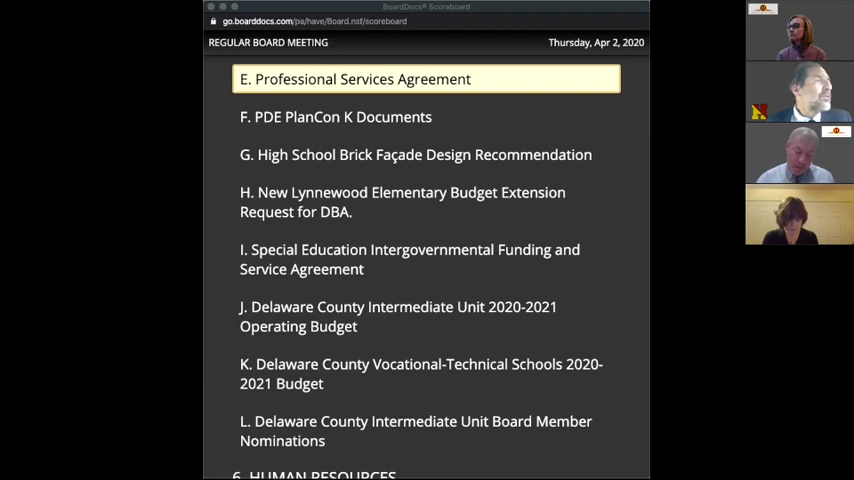 BoardDocs® Scoreboard
go.boarddocs.com/pa/have/Board.nsf/scoreboard
REGULAR BOARD MEETING
Thursday, Apr 2, 2020
E. Professional Services Agreement
F. PDE PlanCon K Documents
G. High School Brick Façade Design Recommendation
H. New Lynnewood Elementary Budget Extension
Request for DBA.
I. Special Education Intergovernmental Funding and
Service Agreement
J. Delaware County Intermediate Unit 2020-2021
Operating Budget
K. Delaware County Vocational-Technical Schools 2020-
2021 Budget
L. Delaware County Intermediate Unit Board Member
Nominations
6. HUMAN RESOURCES
H